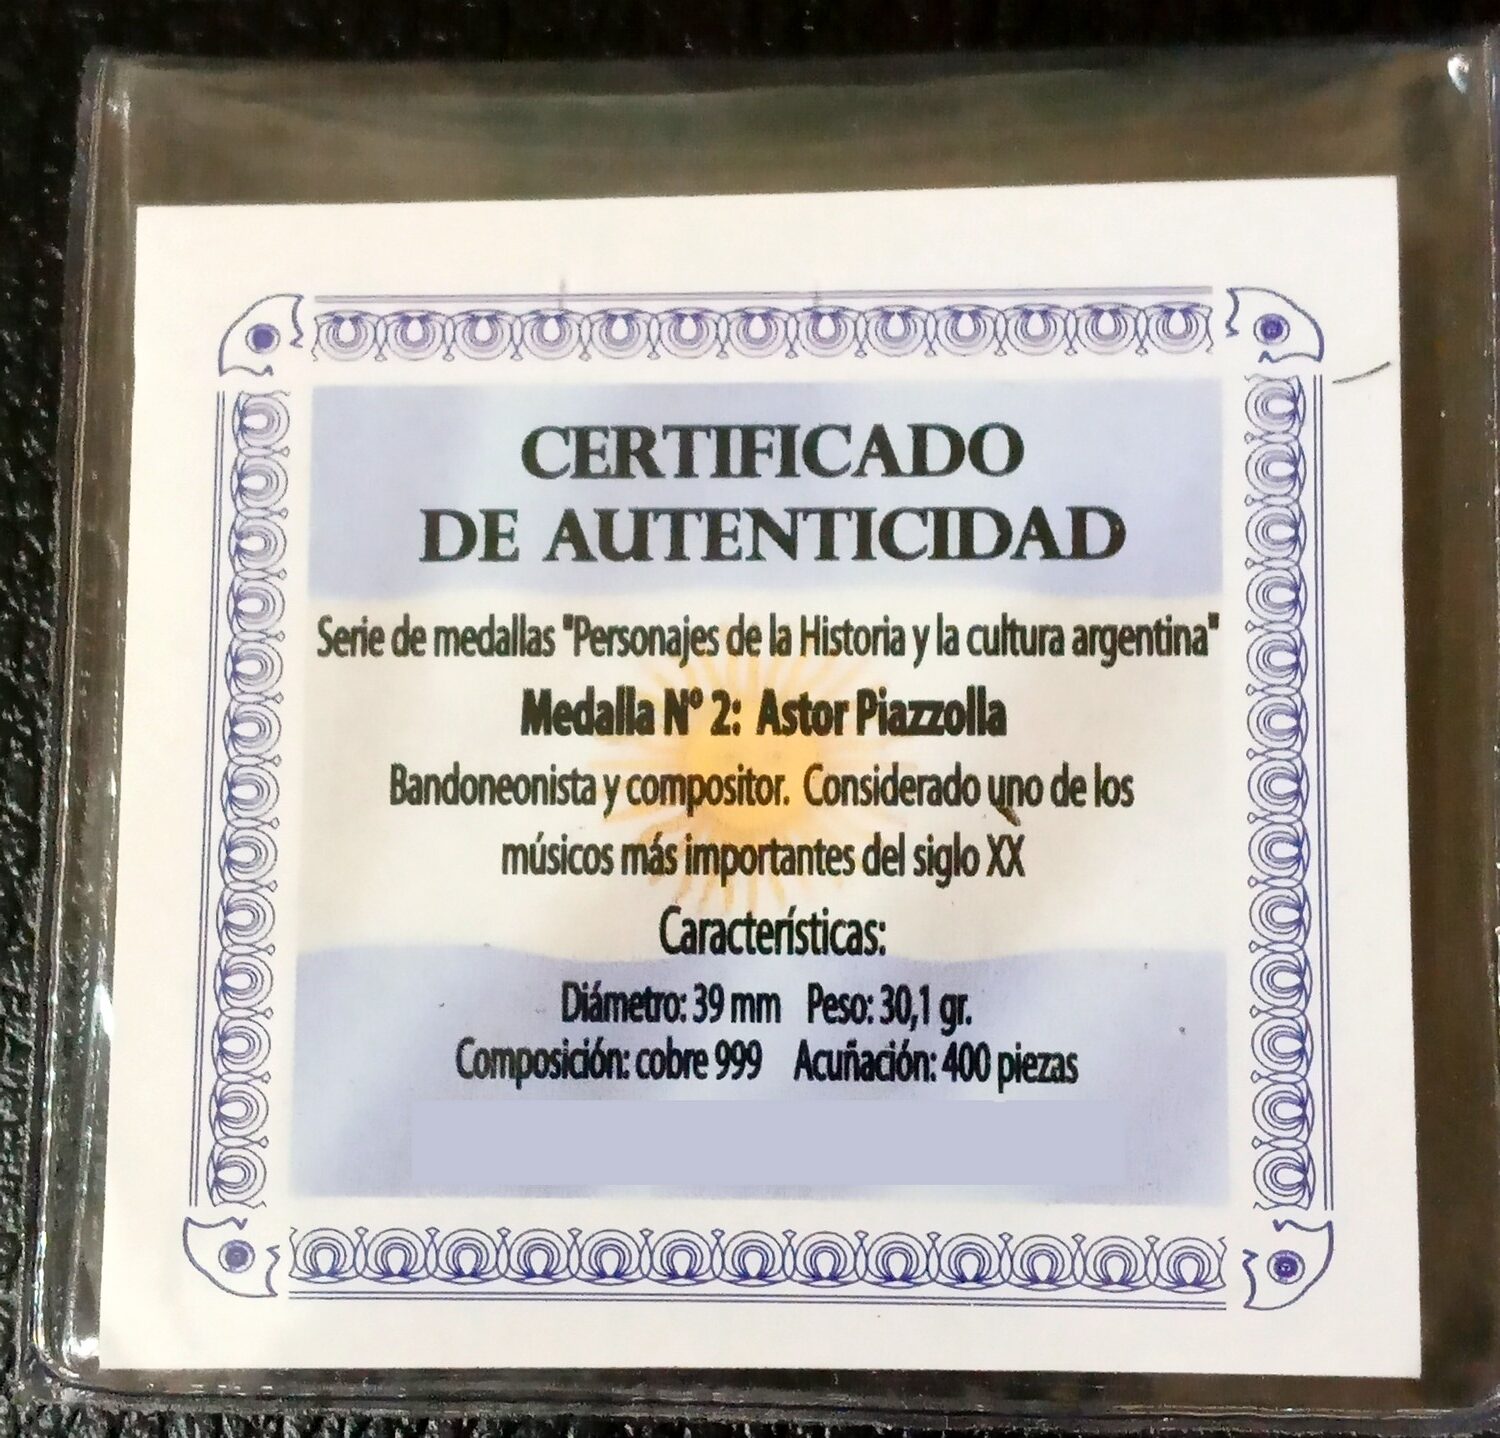 CERTIFICADO
DE AUTENTICIDAD
Serie de medallas "Personajes de la Historia y la cultura argentina"
Medalla Nº 2: Astor Piazzolla
Bandoneonista y compositor. Considerado uno de los
músicos más importantes del siglo XX
Características:
Diámetro: 39 mm Peso: 30,1 gr.
Composición: cobre 999 Acuñación: 400 piezas